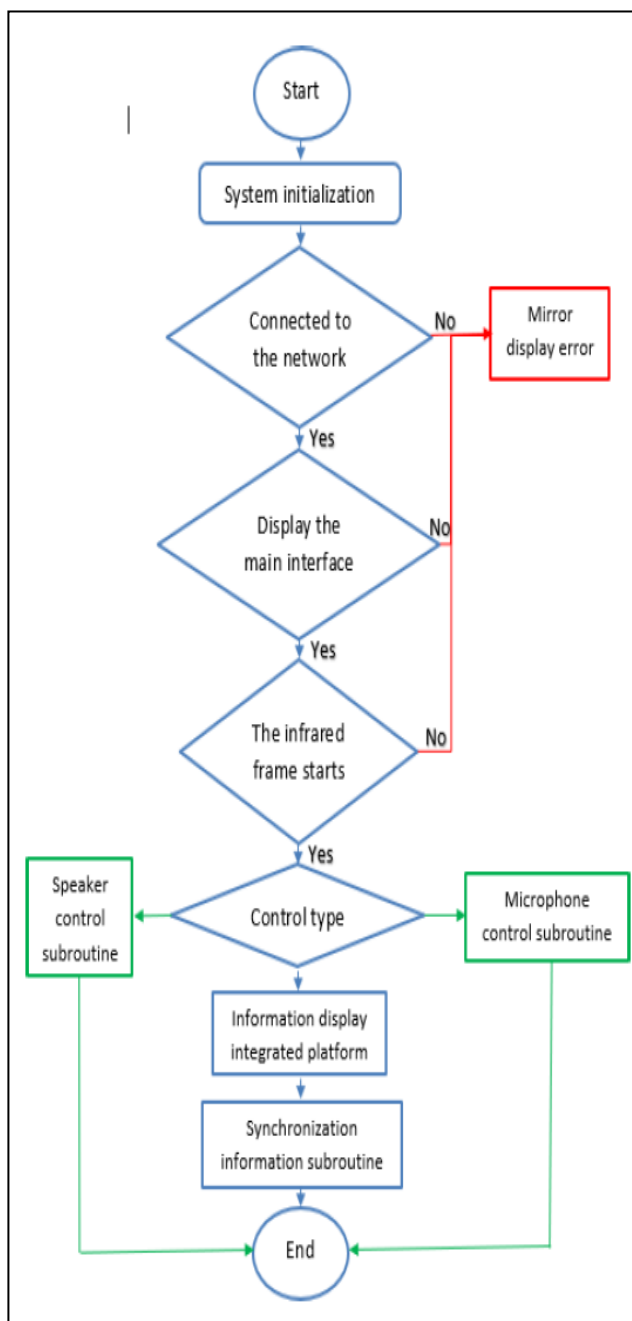 Start
System initialization
Connected to
the network
No
Mirror
display error
Yes
Display the
main interface
No
Yes
The infrared
frame starts
No
Yes
Speaker
control
subroutine
Control type
Microphone
control subroutine
Information display
integrated platform
Synchronization
information subroutine
End